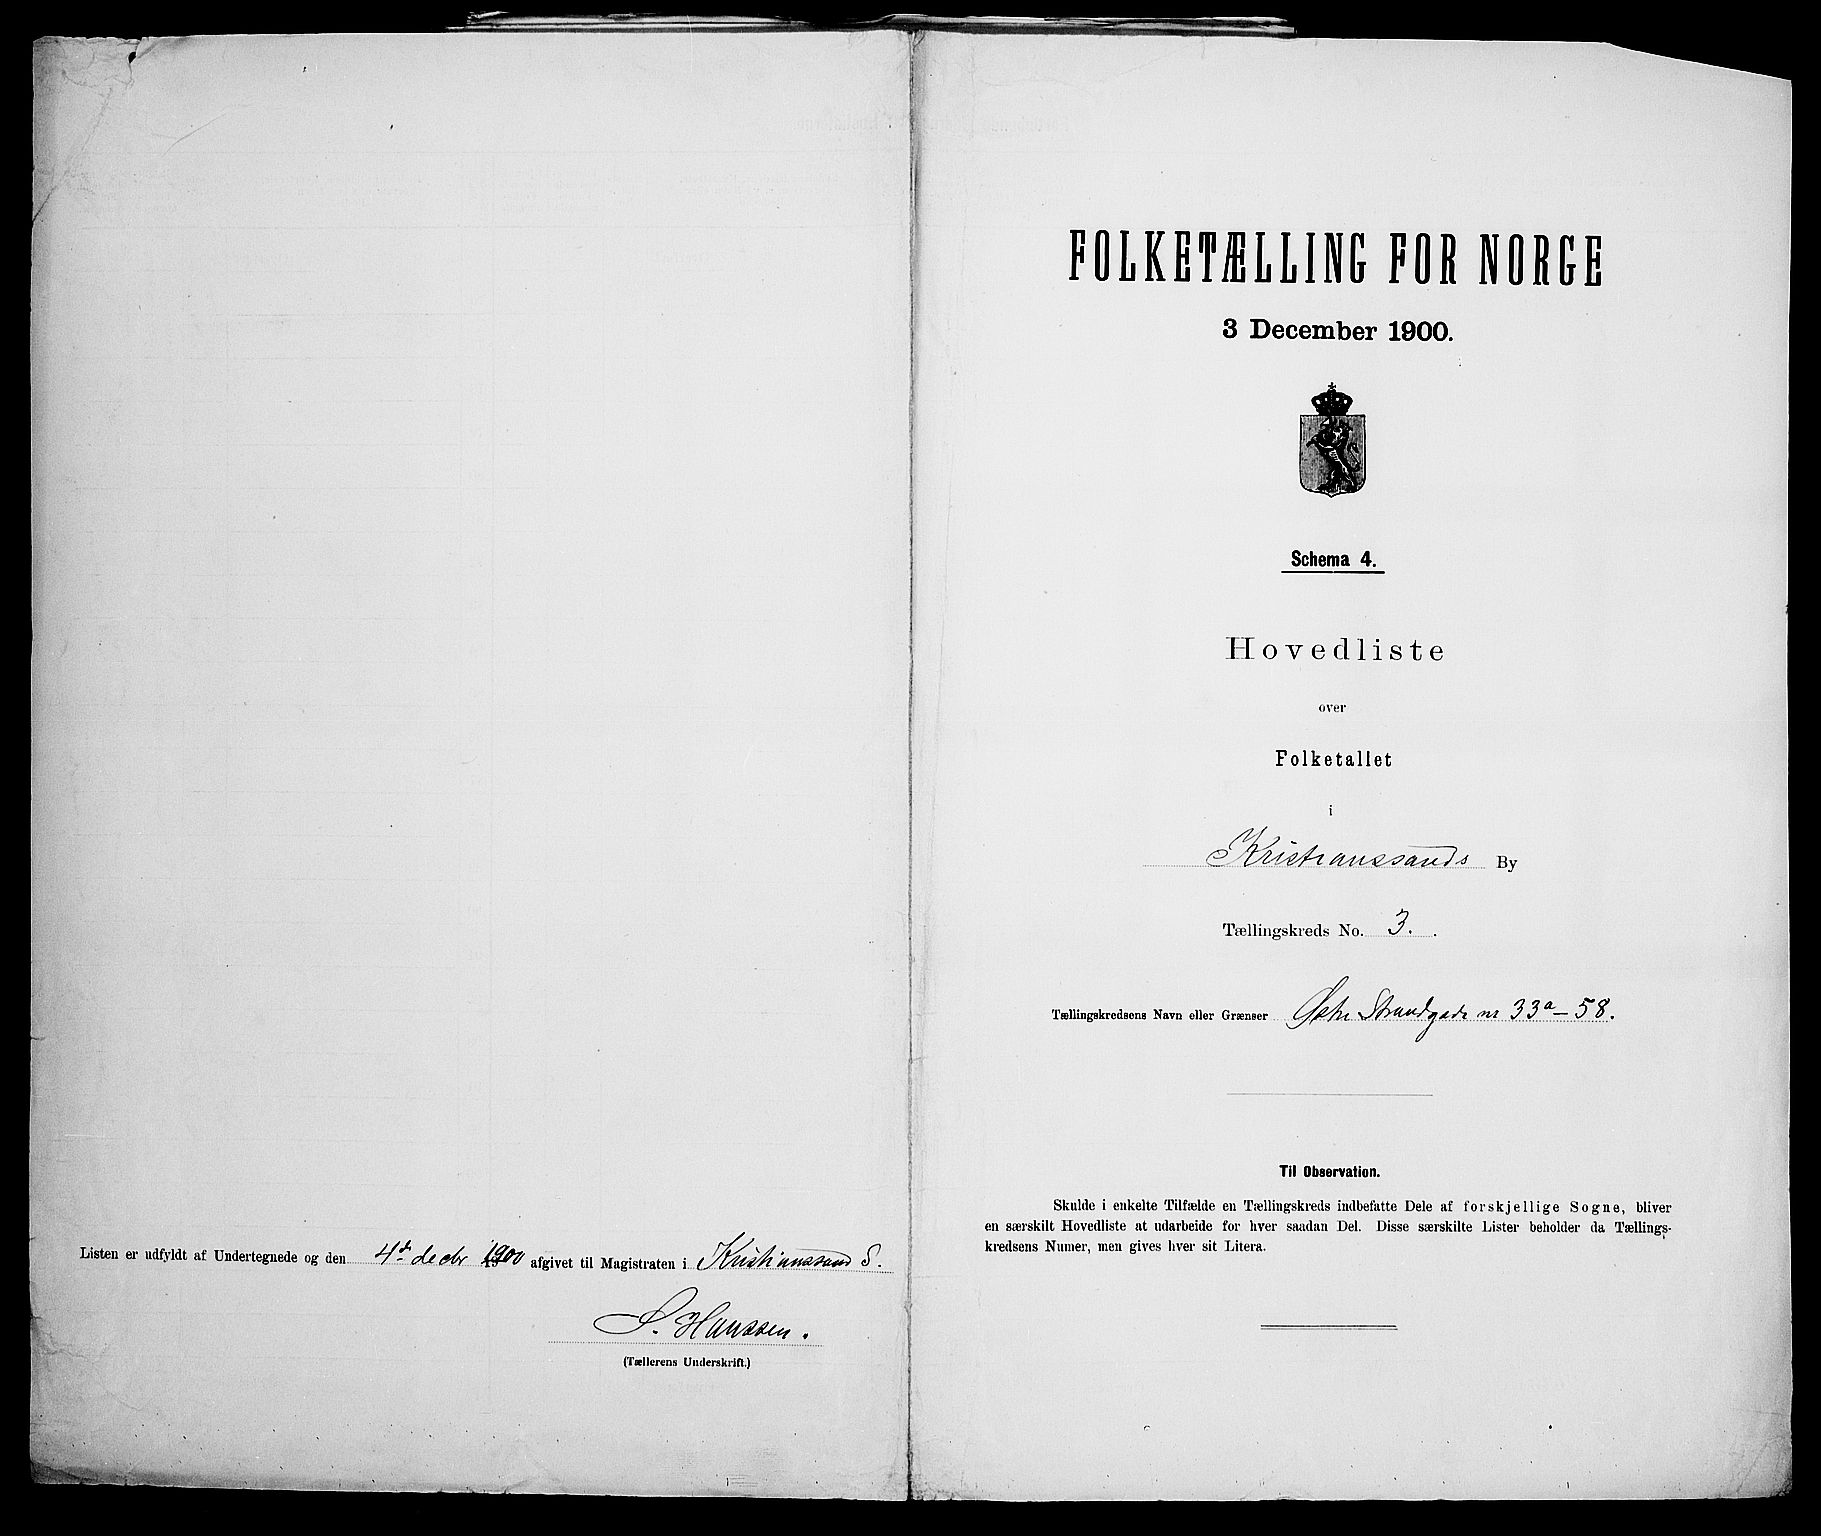 Listen er udfyldt af Undertegnede og den 4de decbr 1900 afgivet til Magistraten i Kristianssand S.
S. Hanssen.
(Tællerens Underskrift.)
FOLKETÆLLING FOR NORGE
3 December 1900.
Schema 4.
Hovedliste
over
Folketallet
i
Kristianssands By
Tællingskreds No. 3.
Tællingskredsens Navn eller Grænser Østre Strandgade nr 33a–58.
Til Observation.
Skulde i enkelte Tilfælde en Tællingskreds indbefatte Dele af forskjellige Sogne, bliver
en særskilt Hovedliste at udarbeide for hver saadan Del. Disse særskilte Lister beholder da Tællings-
kredsens Numer, men gives hver sit Litera.